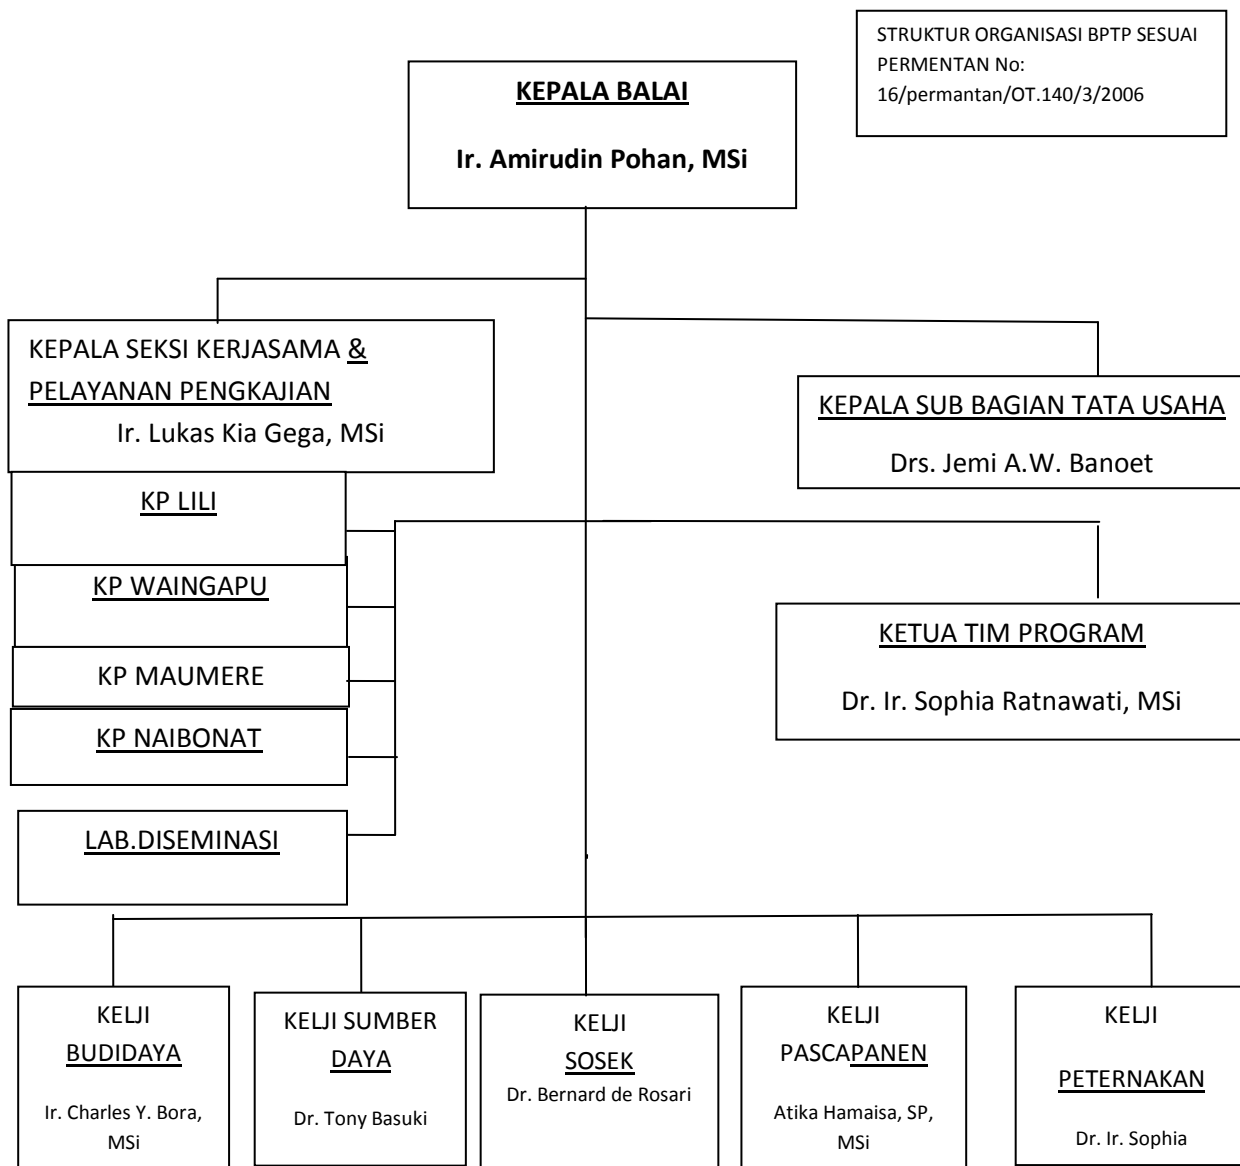 STRUKTUR ORGANISASI BPTP SESUAI
PERMENTAN No:
16/permantan/OT.140/3/2006
KEPALA BALAI
Ir. Amirudin Pohan, MSi
KEPALA SEKSI KERJASAMA &
PELAYANAN PENGKAJIAN
Ir. Lukas Kia Gega, MSi
KEPALA SUB BAGIAN TATA USAHA
Drs. Jemi A.W. Banoet
KP LILI
KP WAINGAPU
KP MAUMERE
KP NAIBONAT
LAB.DISEMINASI
KETUA TIM PROGRAM
Dr. Ir. Sophia Ratnawati, MSi
KELJI
BUDIDAYA
Ir. Charles Y. Bora,
MSi
KELJI SUMBER
DAYA
Dr. Tony Basuki
KELJI
SOSEK
Dr. Bernard de Rosari
KELJI
PASCAPANEN
Atika Hamaisa, SP,
MSi
KELJI
PETERNAKAN
Dr. Ir. Sophia